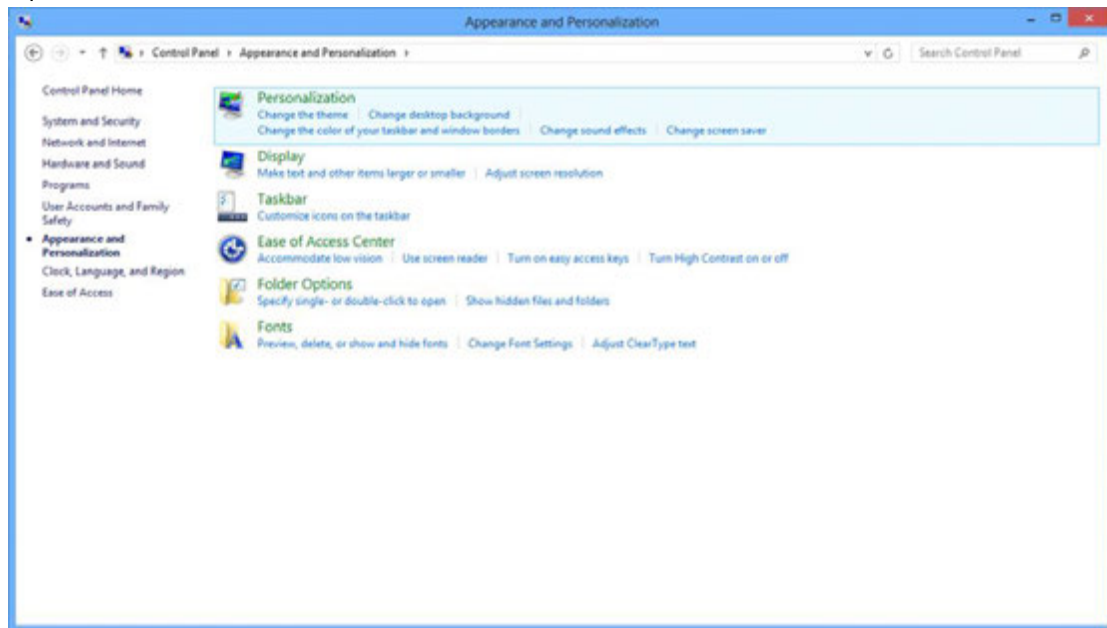 Appearance and Personalization
Control Panel Appearance and Personalization
Search Control Panel
Control Panel Home
System and Security
Network and Internet
Hardware and Sound
Programs
User Accounts and Family
Safety
Appearance and
Personalization
Clock, Language, and Region
Ease of Access
Personalization
Change the theme Change desktop background
Change the color of your taskbar and window borders Change sound effects Change screen saver
Display
Make text and other items larger or smaller Adjust screen resolution
Taskbar
Customize icons on the taskbar
Ease of Access Center
Accommodate low vision Use screen reader Turn on easy access keys Turn High Contrast on or off
Folder Options
Specify single- or double-click to open Show hidden files and folders
Fonts
Preview, delete, or show and hide fonts Change Font Settings Adjust ClearType text